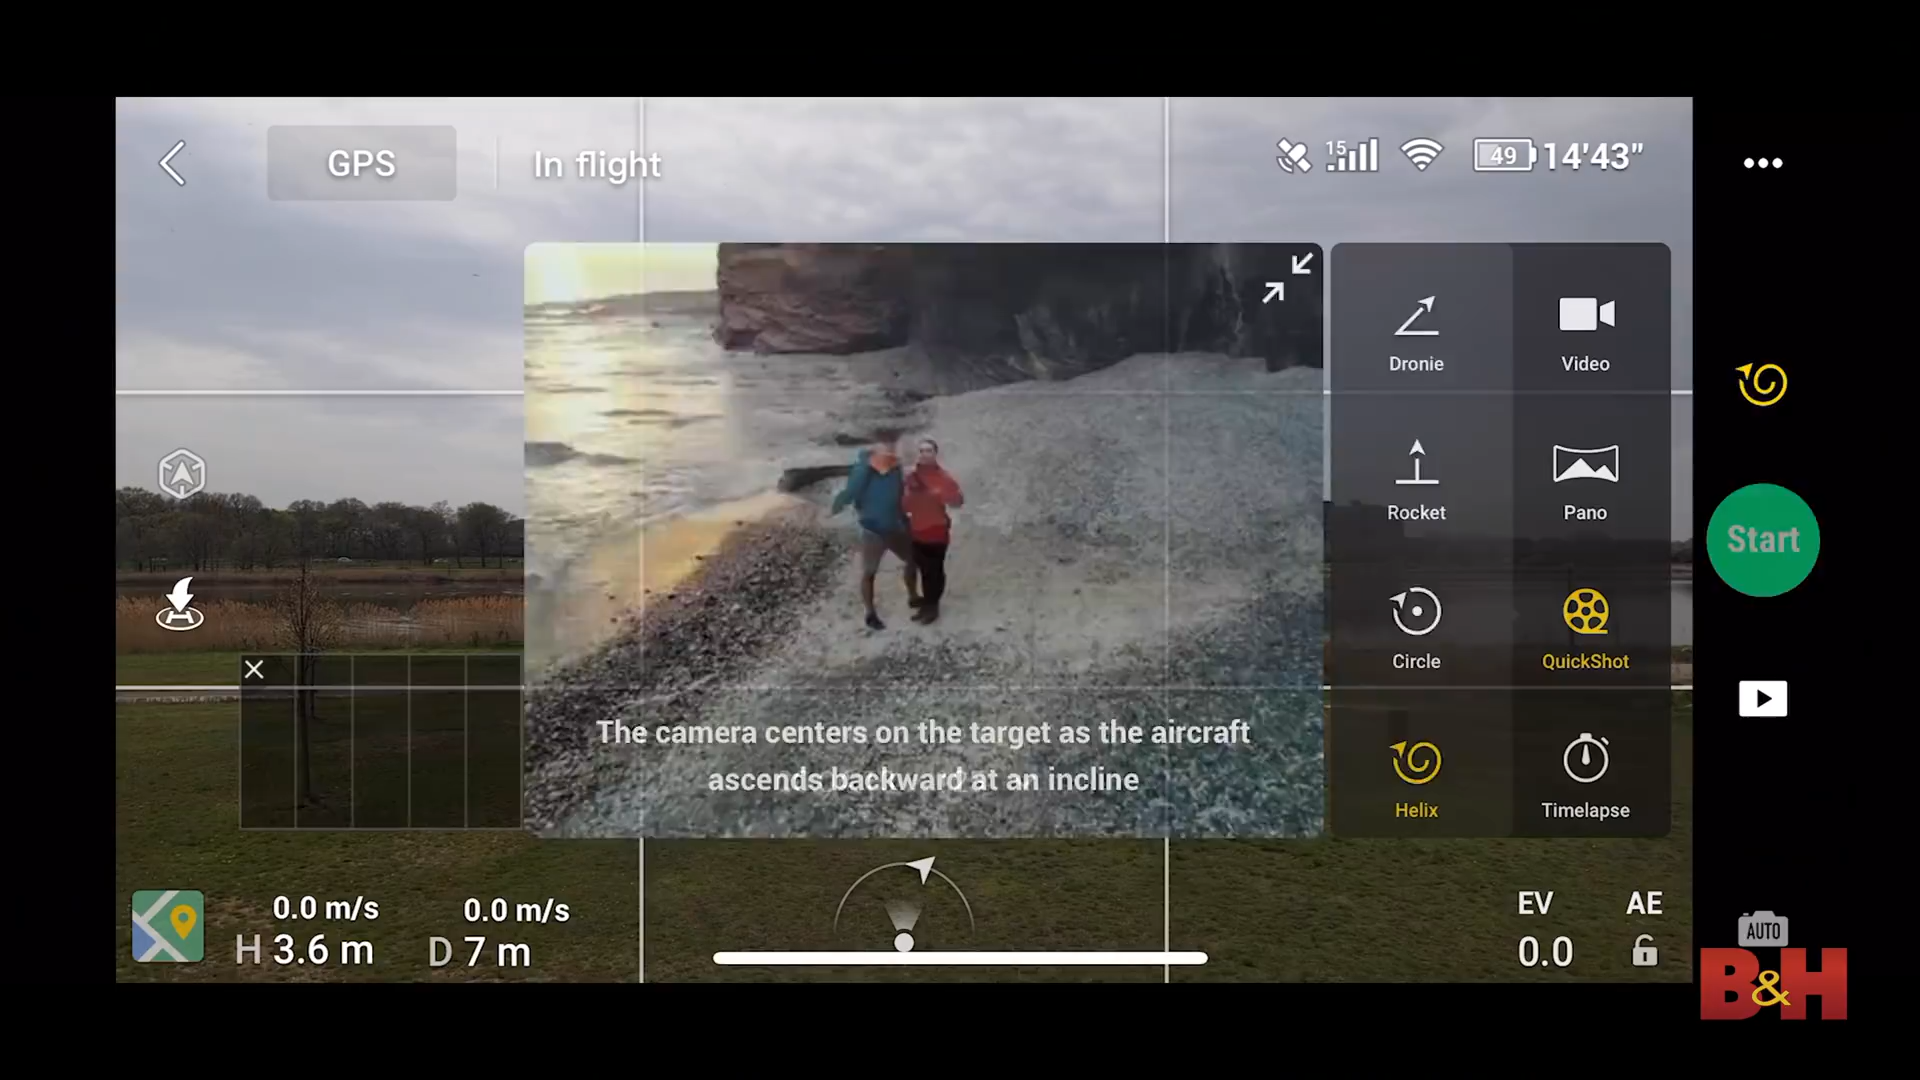 GPS
In flight
15
49
14'43"
Dronie
Video
Rocket
Pano
Start
Circle
QuickShot
The camera centers on the target as the aircraft
ascends backward at an incline
Helix
Timelapse
0.0 m/s
0.0 m/s
H 3.6 m
D 7 m
EV
AE
0.0
AUTO
B&H